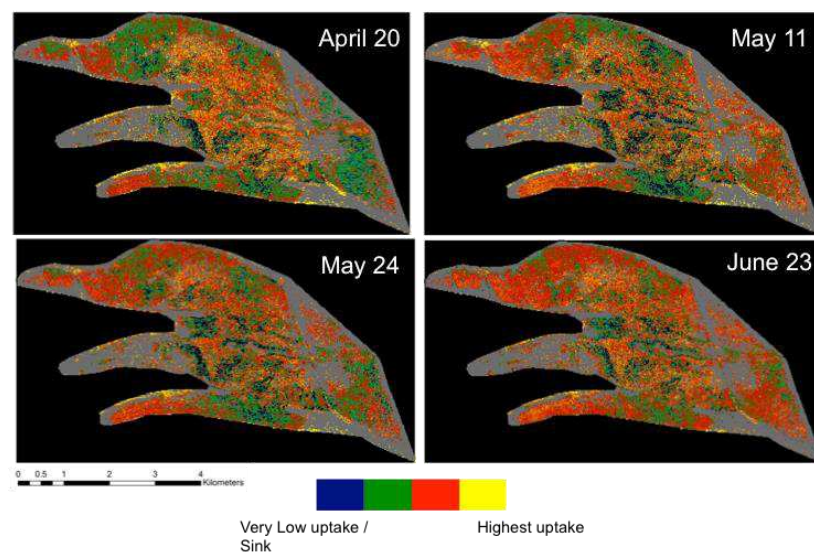 April 20
May 11
May 24
June 23
0 0.5 1 2 3 4
Kilometers
Very Low uptake /
Sink
Highest uptake